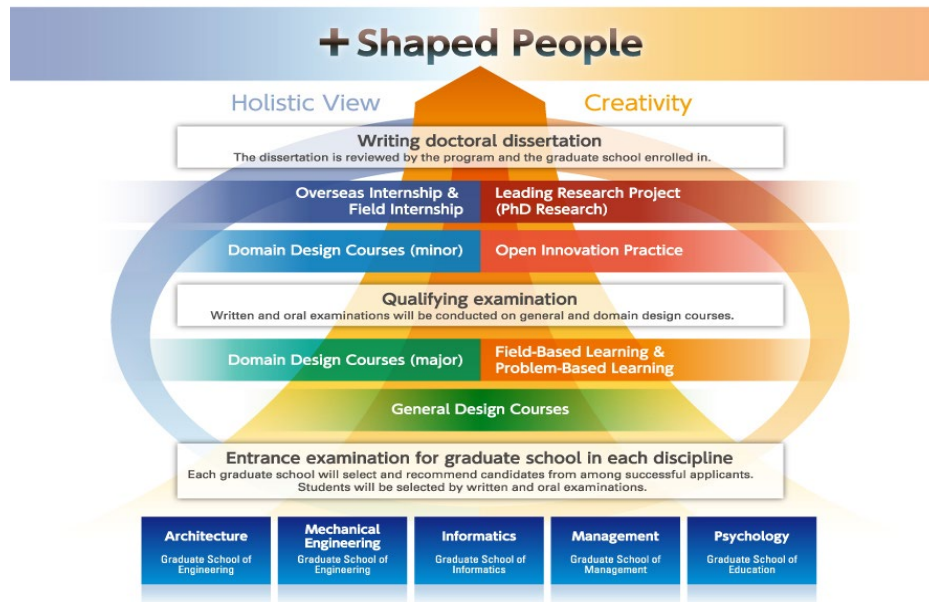 +Shaped People
Holistic View
Creativity
Writing doctoral dissertation
The dissertation is reviewed by the program and the graduate school enrolled in.
Overseas Internship &
Field Internship
Leading Research Project
(PhD Research)
Domain Design Courses (minor)
Open Innovation Practice
Qualifying examination
Written and oral examinations will be conducted on general and domain design courses.
Domain Design Courses (major)
Field-Based Learning &
Problem-Based Learning
General Design Courses
Entrance examination for graduate school in each discipline
Each graduate school will select and recommend candidates from among successful applicants.
Students will be selected by written and oral examinations.
Architecture
Graduate School of
Engineering
Mechanical
Engineering
Graduate School of
Engineering
Informatics
Graduate School of
Informatics
Management
Graduate School of
Management
Psychology
Graduate School of
Education